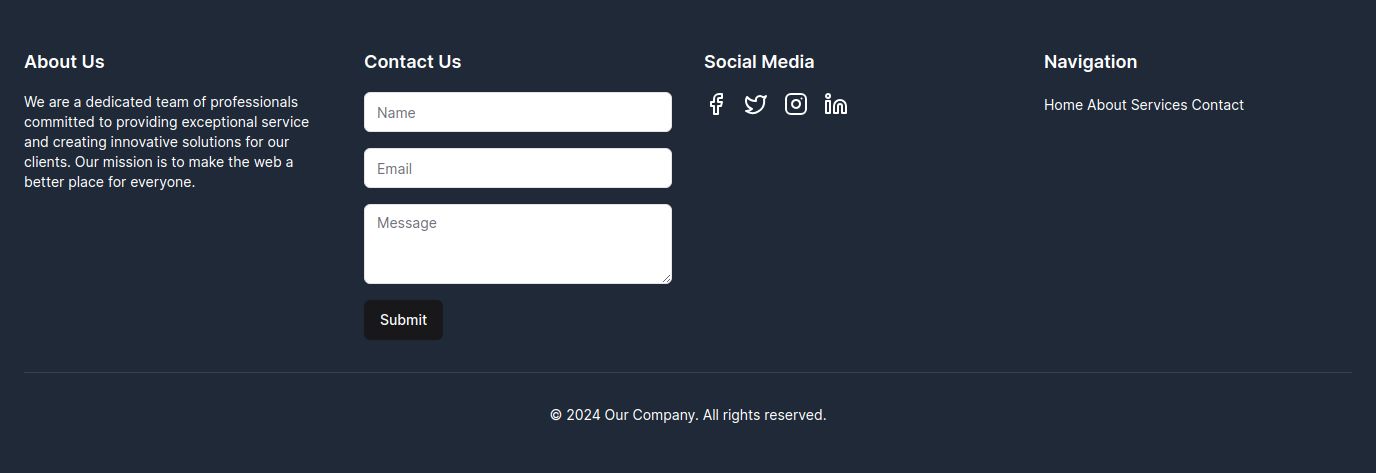 About Us
We are a dedicated team of professionals
committed to providing exceptional service
and creating innovative solutions for our
clients. Our mission is to make the web a
better place for everyone.
Contact Us
Name
Email
Message
Submit
Social Media
Navigation
Home About Services Contact
© 2024 Our Company. All rights reserved.